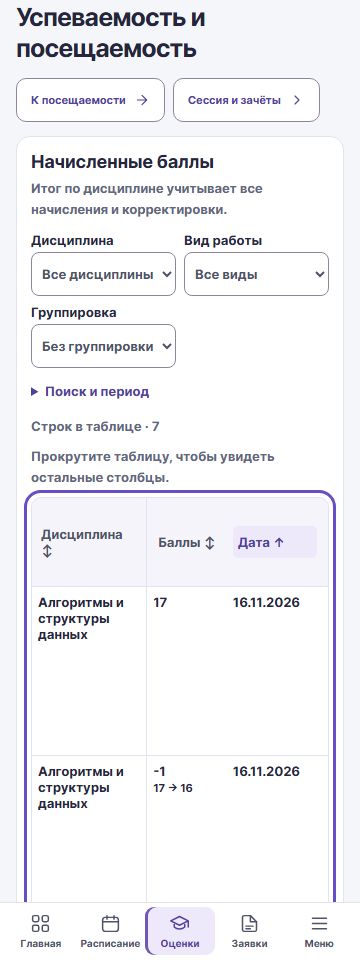 Успеваемость и
посещаемость
К посещаемости →
Сессия и зачёты
Начисленные баллы
Итог по дисциплине учитывает все
начисления и корректировки.
Дисциплина
Вид работы
Все дисциплины
Все виды
Группировка
Без группировки
Поиск и период
Строк в таблице · 7
Прокрутите таблицу, чтобы увидеть
остальные столбцы.
Дисциплина
↕
Баллы ↕
Дата ↑
Алгоритмы и
структуры
данных
17
16.11.2026
Алгоритмы и
структуры
данных
-1
17 → 16
16.11.2026
Главная
Расписание
Оценки
Заявки
Меню